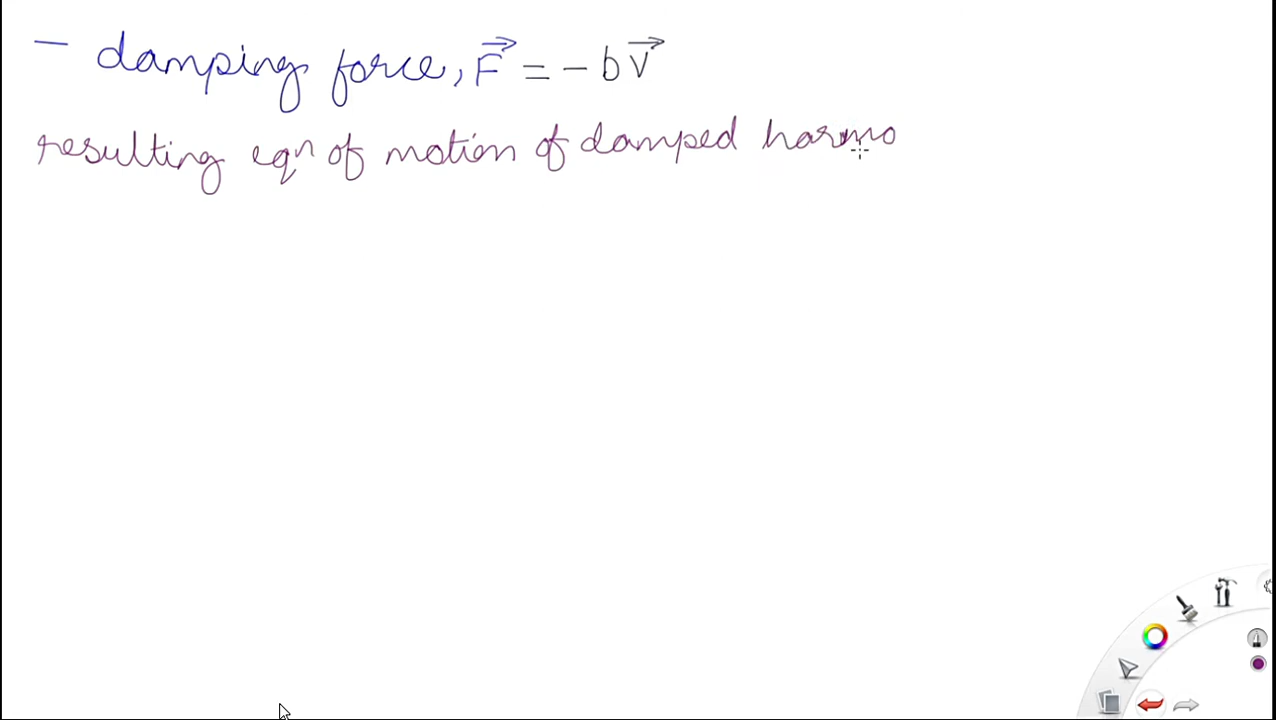 - damping force, F⃗ = - b v⃗
resulting eqn of motion of damped harmo